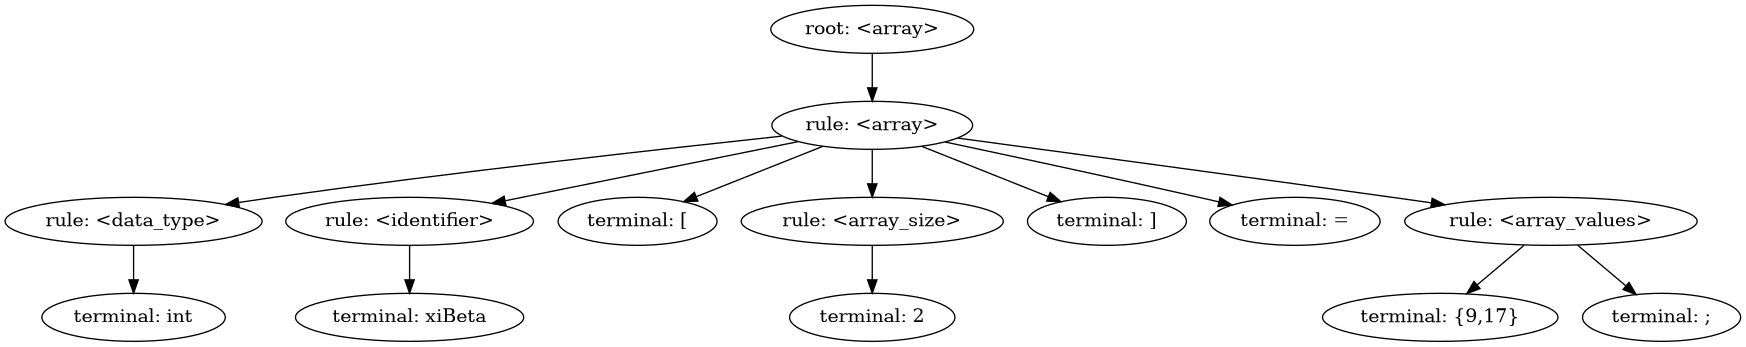 root: <array>
rule: <array>
rule: <data_type>
rule: <identifier>
terminal: [
rule: <array_size>
terminal: ]
terminal: =
rule: <array_values>
terminal: int
terminal: xiBeta
terminal: 2
terminal: {9,17}
terminal: ;